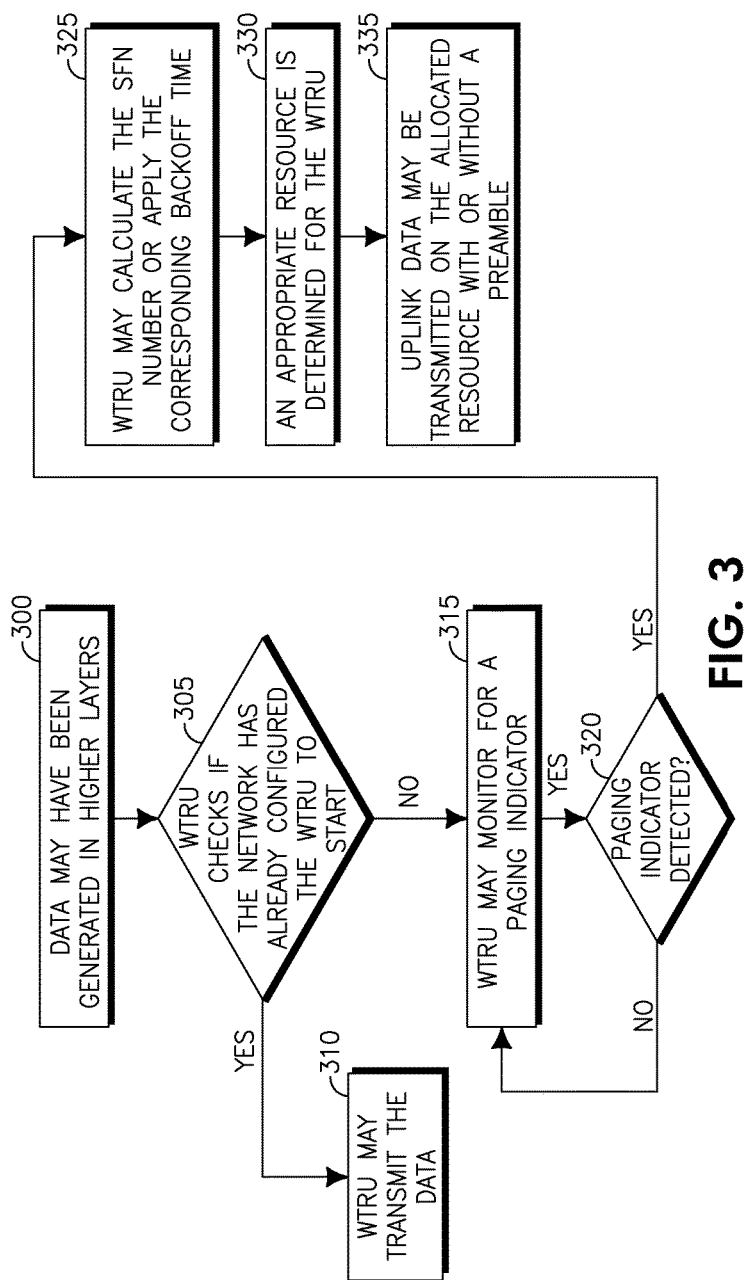 300
DATA MAY HAVE BEEN
GENERATED IN HIGHER LAYERS
305
WTRU
CHECKS IF
THE NETWORK HAS
ALREADY CONFIGURED
THE WTRU TO
START
YES
NO
310
WTRU MAY
TRANSMIT THE
DATA
315
WTRU MAY MONITOR FOR A
PAGING INDICATOR
YES
320
PAGING
INDICATOR
DETECTED?
NO
YES
325
WTRU MAY CALCULATE THE SFN
NUMBER OR APPLY THE
CORRESPONDING BACKOFF TIME
330
AN APPROPRIATE RESOURCE IS
DETERMINED FOR THE WTRU
335
UPLINK DATA MAY BE
TRANSMITTED ON THE ALLOCATED
RESOURCE WITH OR WITHOUT A
PREAMBLE
FIG. 3